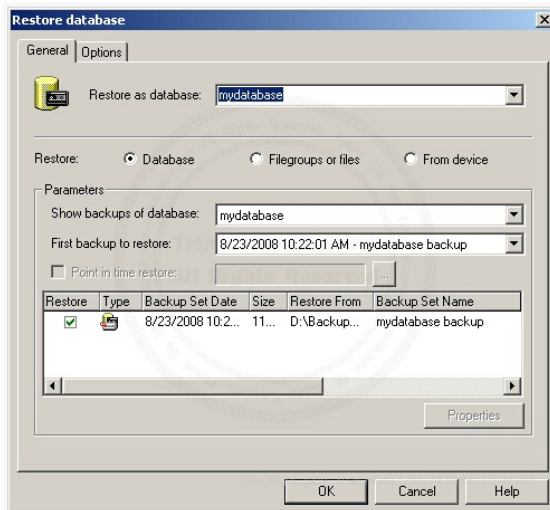 Restore database
General Options
Restore as database: mydatabase
Restore: Database Filegroups or files From device
Parameters
Show backups of database: mydatabase
First backup to restore: 8/23/2008 10:22:01 AM - mydatabase backup
Point in time restore: ...
Restore Type Backup Set Date Size Restore From Backup Set Name
8/23/2008 10:2... 11... D:\Backup... mydatabase backup
Properties
OK Cancel Help